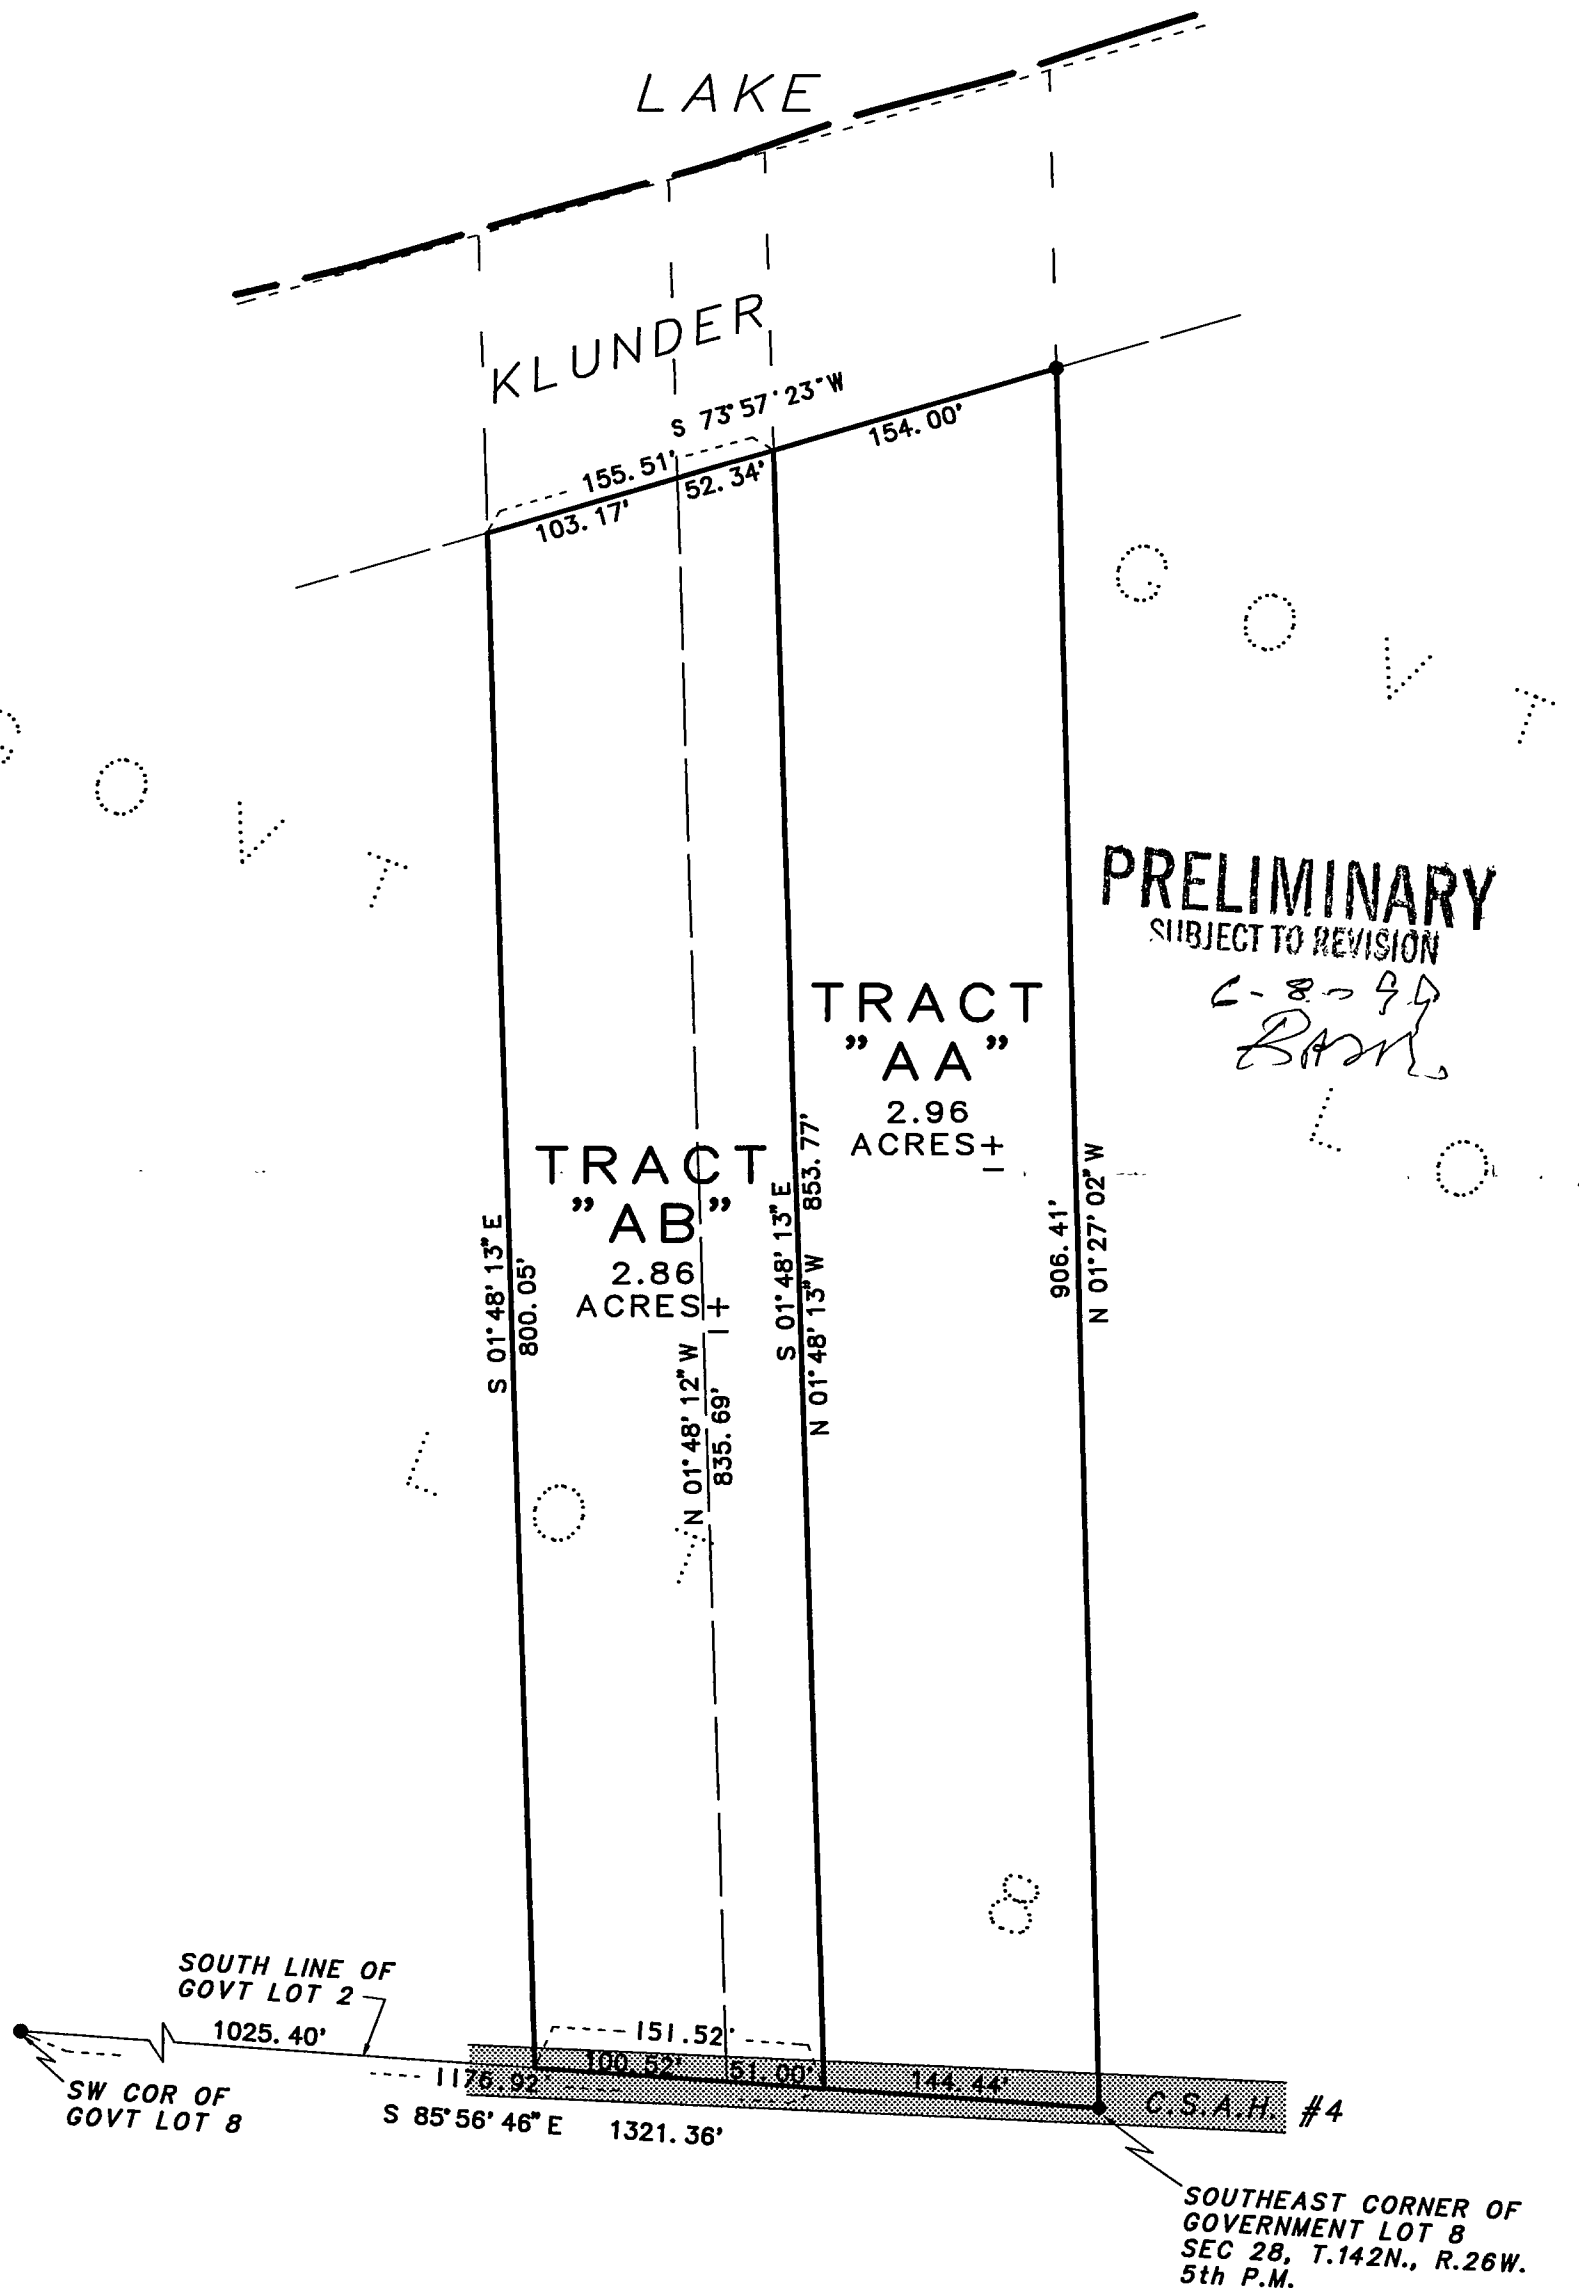 LAKE
KLUNDER
S 73°57'23"W
155.51'
154.00'
103.17'
52.34'
GOVT
GOVT
PRELIMINARY
SUBJECT TO REVISION
6-8-99
TRACT
"AA"
2.96
ACRES±
TRACT
"AB"
2.86
ACRES±
S 01°48'13"E
800.05'
N 01°48'12"W
835.69'
S 01°48'13"E
853.77'
N 01°48'13"W
906.41'
N 01°27'02"W
LO
LOT
8
SOUTH LINE OF
GOVT LOT 2
1025.40'
151.52'
100.52'
51.00'
144.44'
1176.92'
C.S.A.H. #4
SW COR OF
GOVT LOT 8
S 85°56'46"E 1321.36'
SOUTHEAST CORNER OF
GOVERNMENT LOT 8
SEC 28, T.142N., R.26W.
5th P.M.